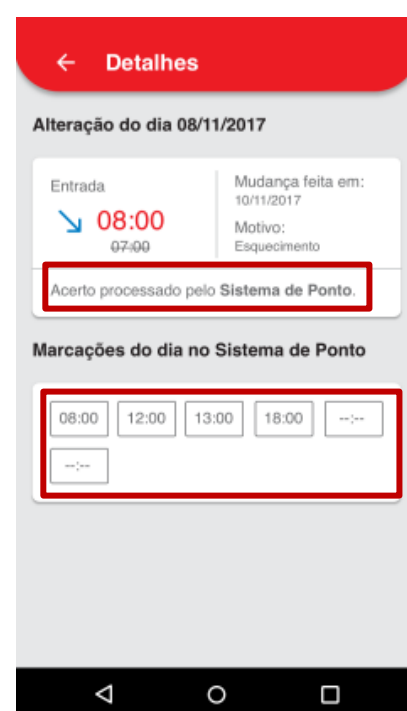 Detalhes
Alteração do dia 08/11/2017
Entrada
08:00
07:00
Mudança feita em:
10/11/2017
Motivo:
Esquecimento
Acerto processado pelo Sistema de Ponto.
Marcações do dia no Sistema de Ponto
08:00 12:00 13:00 18:00 --:--
--:--